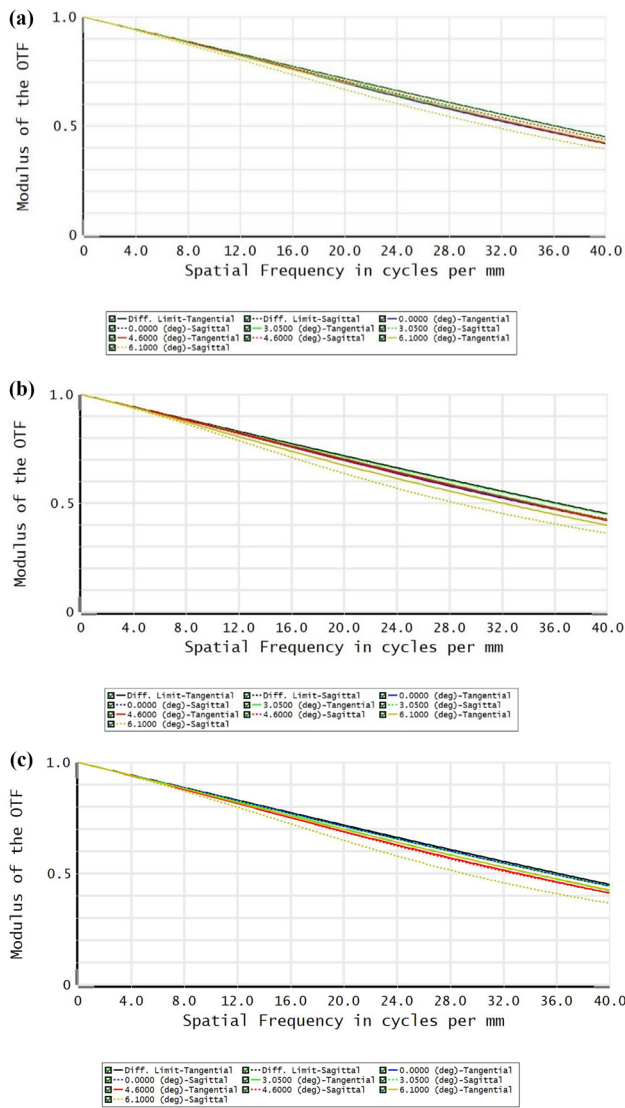 (a)
1.0
0.5
0
Modulus of the OTF
0 4.0 8.0 12.0 16.0 20.0 24.0 28.0 32.0 36.0 40.0
Spatial Frequency in cycles per mm
Diff. Limit-Tangential Diff. Limit-Sagittal 0.0000 (deg)-Tangential
0.0000 (deg)-Sagittal 3.0500 (deg)-Tangential 3.0500 (deg)-Sagittal
4.6000 (deg)-Tangential 4.6000 (deg)-Sagittal 6.1000 (deg)-Tangential
6.1000 (deg)-Sagittal
(b)
1.0
0.5
0
Modulus of the OTF
0 4.0 8.0 12.0 16.0 20.0 24.0 28.0 32.0 36.0 40.0
Spatial Frequency in cycles per mm
Diff. Limit-Tangential Diff. Limit-Sagittal 0.0000 (deg)-Tangential
0.0000 (deg)-Sagittal 3.0500 (deg)-Tangential 3.0500 (deg)-Sagittal
4.6000 (deg)-Tangential 4.6000 (deg)-Sagittal 6.1000 (deg)-Tangential
6.1000 (deg)-Sagittal
(c)
1.0
0.5
0
Modulus of the OTF
0 4.0 8.0 12.0 16.0 20.0 24.0 28.0 32.0 36.0 40.0
Spatial Frequency in cycles per mm
Diff. Limit-Tangential Diff. Limit-Sagittal 0.0000 (deg)-Tangential
0.0000 (deg)-Sagittal 3.0500 (deg)-Tangential 3.0500 (deg)-Sagittal
4.6000 (deg)-Tangential 4.6000 (deg)-Sagittal 6.1000 (deg)-Tangential
6.1000 (deg)-Sagittal